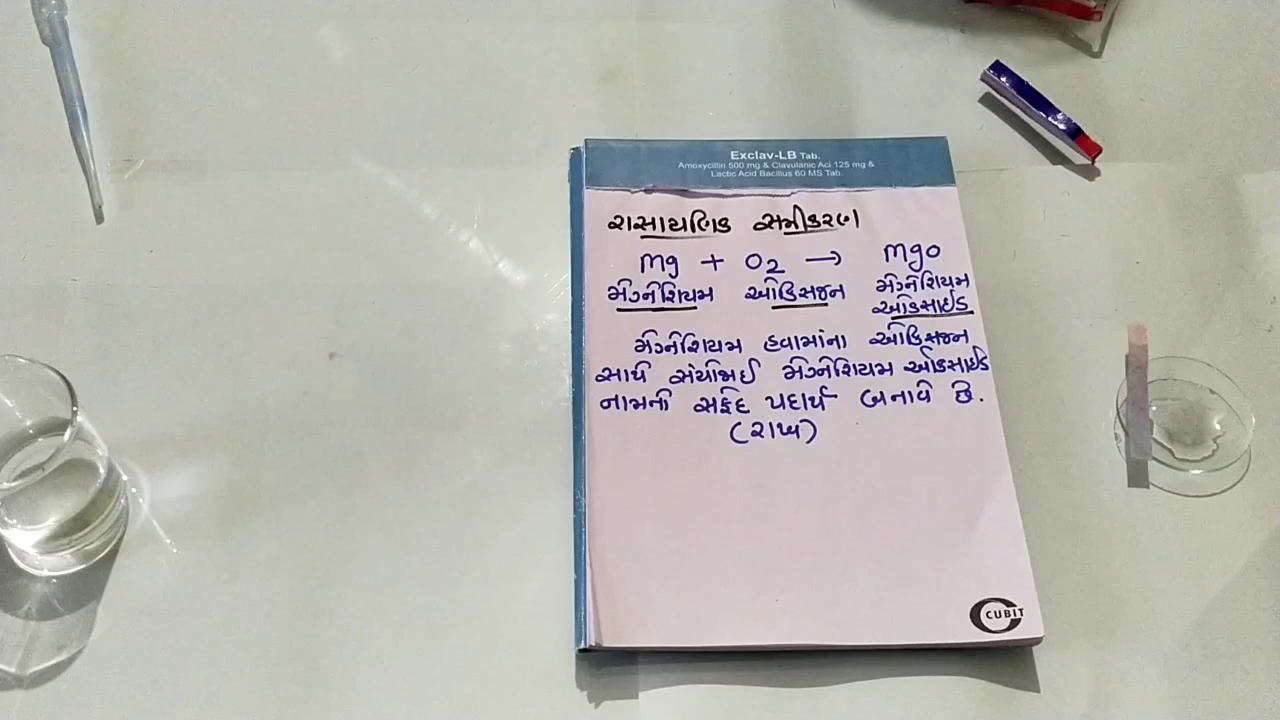 Exclav-LB Tab.
Amoxycillin 500 mg & Clavulanic Aci 125 mg &
Lactic Acid Bacillus 60 MS Tab.
રાસાયણિક સમીકરણ
Mg + O2 → MgO
મેગ્નેશિયમ ઓક્સિજન મેગ્નેશિયમ
ઓક્સાઈડ
મેગ્નેશિયમ હવામાંના ઓક્સિજન
સાથે સંયોજાઈ મેગ્નેશિયમ ઓક્સાઈડ
નામનો સફેદ પદાર્થ બનાવે છે.
(રાખ)
CUBIT